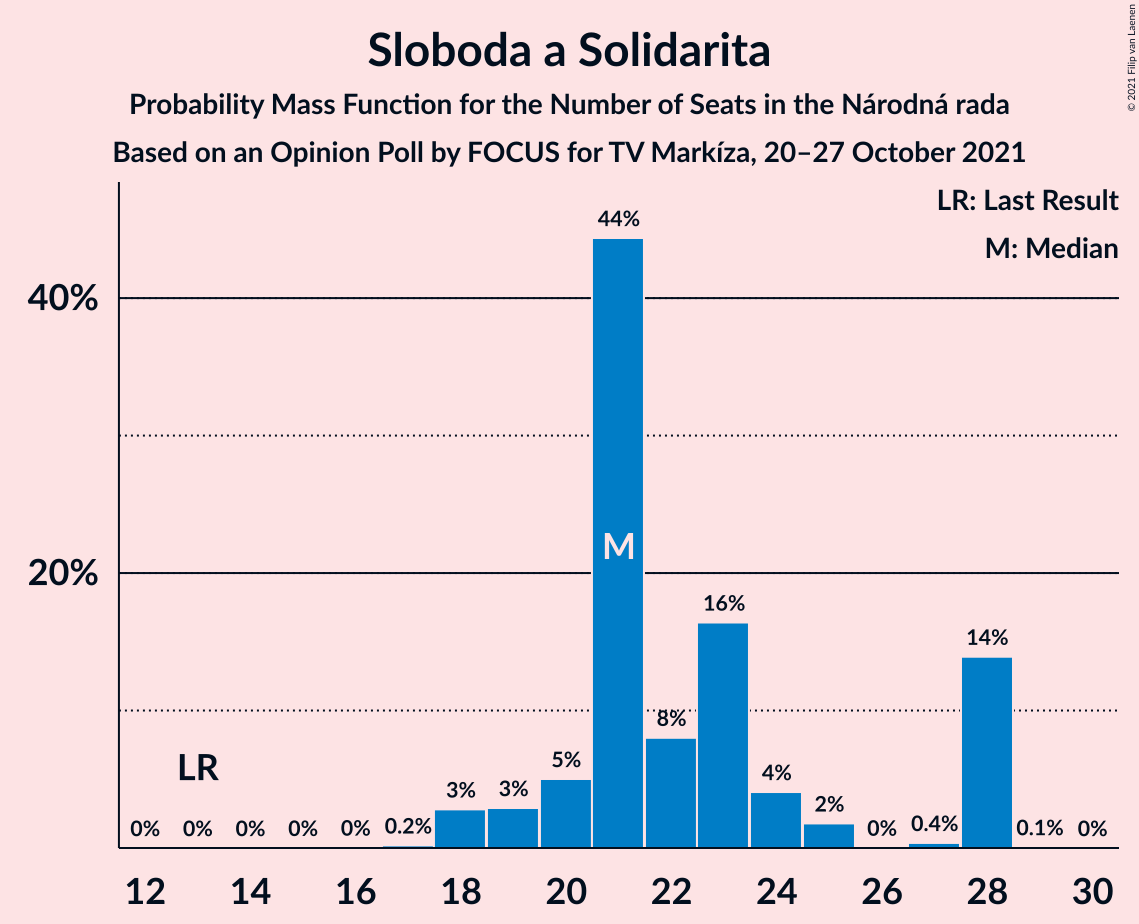 Sloboda a Solidarita
Probability Mass Function for the Number of Seats in the Národná rada
Based on an Opinion Poll by FOCUS for TV Markíza, 20–27 October 2021
© 2021 Filip van Laenen
LR: Last Result
M: Median
44%
40%
M
20%
16%
14%
8%
LR
5%
4%
3%
3%
2%
0%
0%
0%
0%
0%
0.2%
0%
0.4%
0.1%
0%
12 14 16 18 20 22 24 26 28 30